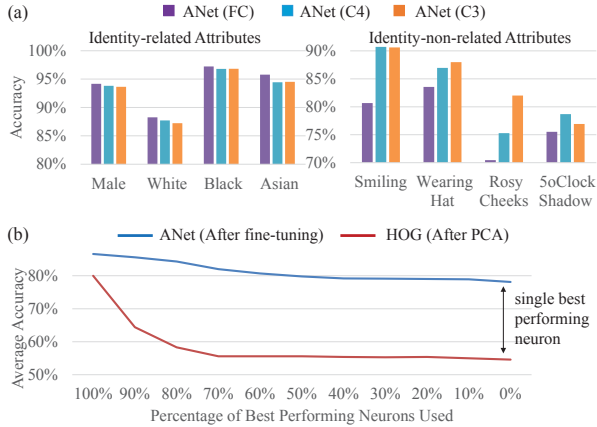 (a)
ANet (FC) ANet (C4) ANet (C3)
Identity-related Attributes
Accuracy
100%
95%
90%
85%
80%
Male White Black Asian
Identity-non-related Attributes
90%
80%
75%
70%
Smiling Wearing Hat Rosy Cheeks 5oClock Shadow
(b)
ANet (After fine-tuning) HOG (After PCA)
Average Accuracy
80%
70%
60%
50%
single best
performing
neuron
100% 90% 80% 70% 60% 50% 40% 30% 20% 10% 0%
Percentage of Best Performing Neurons Used